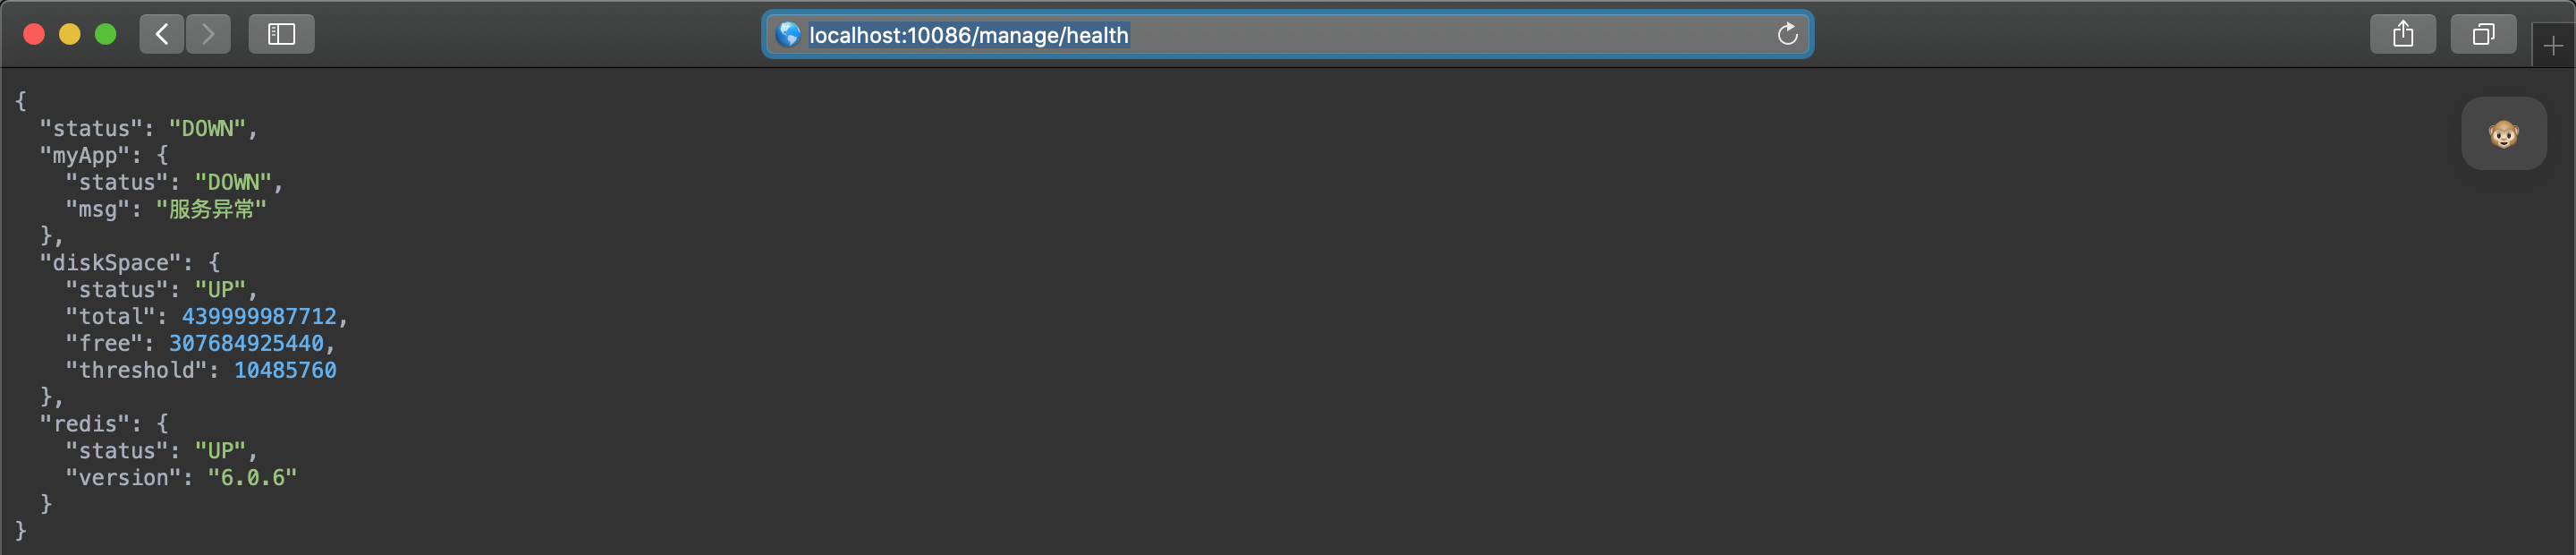 localhost:10086/manage/health
{
  "status": "DOWN",
  "myApp": {
    "status": "DOWN",
    "msg": "服务异常"
  },
  "diskSpace": {
    "status": "UP",
    "total": 439999987712,
    "free": 307684925440,
    "threshold": 10485760
  },
  "redis": {
    "status": "UP",
    "version": "6.0.6"
  }
}